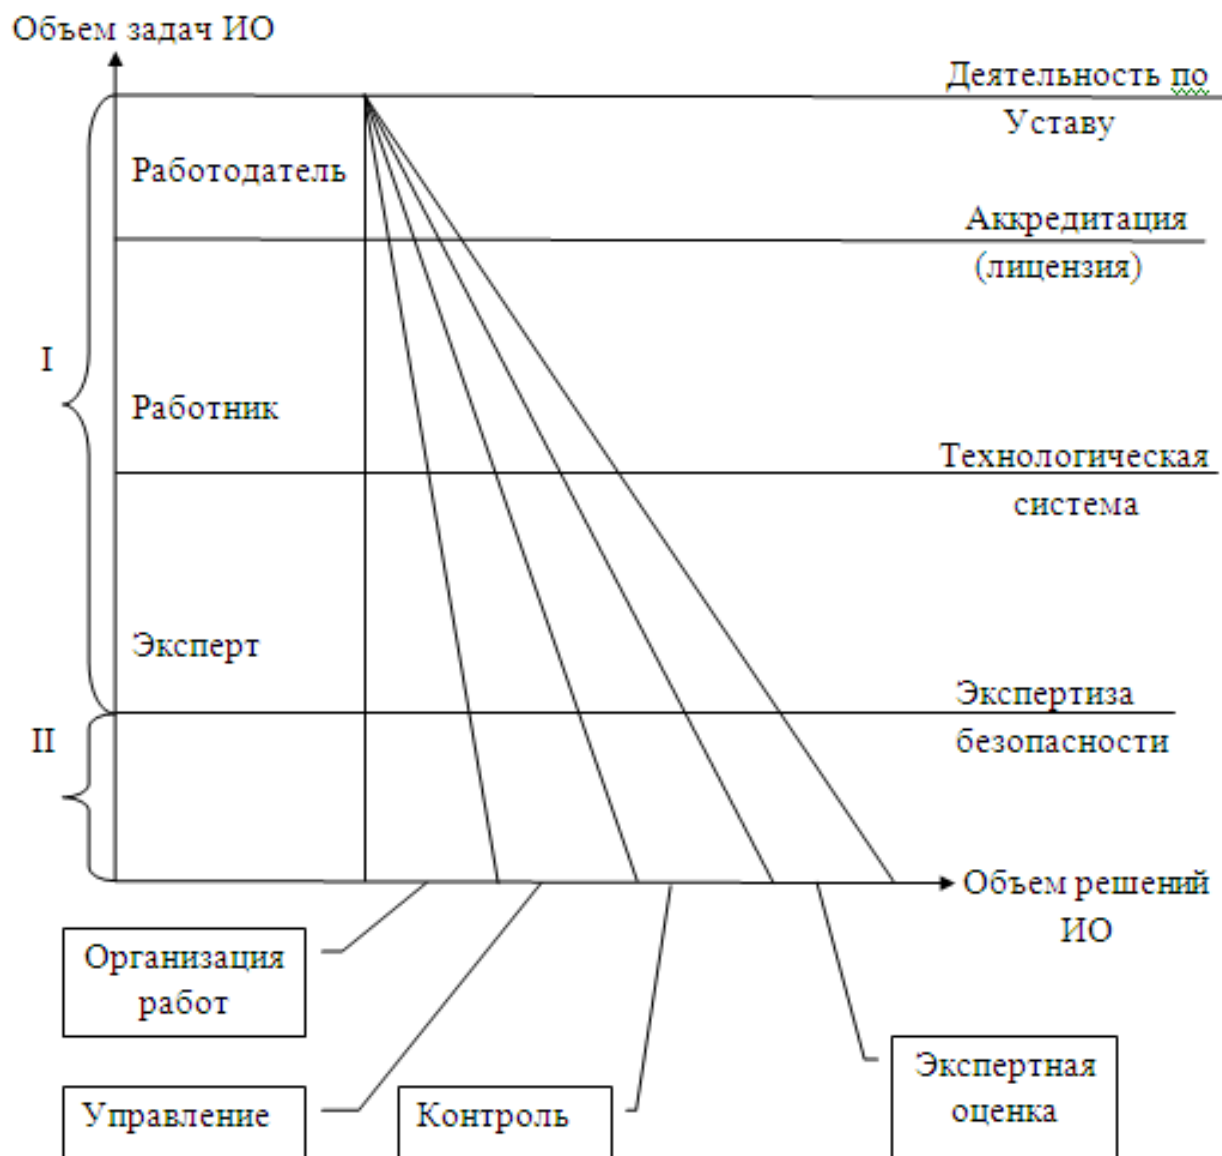 Объем задач ИО
Деятельность по
Уставу
Работодатель
Аккредитация
(лицензия)
I
Работник
Технологическая
система
Эксперт
Экспертиза
безопасности
II
Объем решений
ИО
Организация
работ
Управление
Контроль
Экспертная
оценка